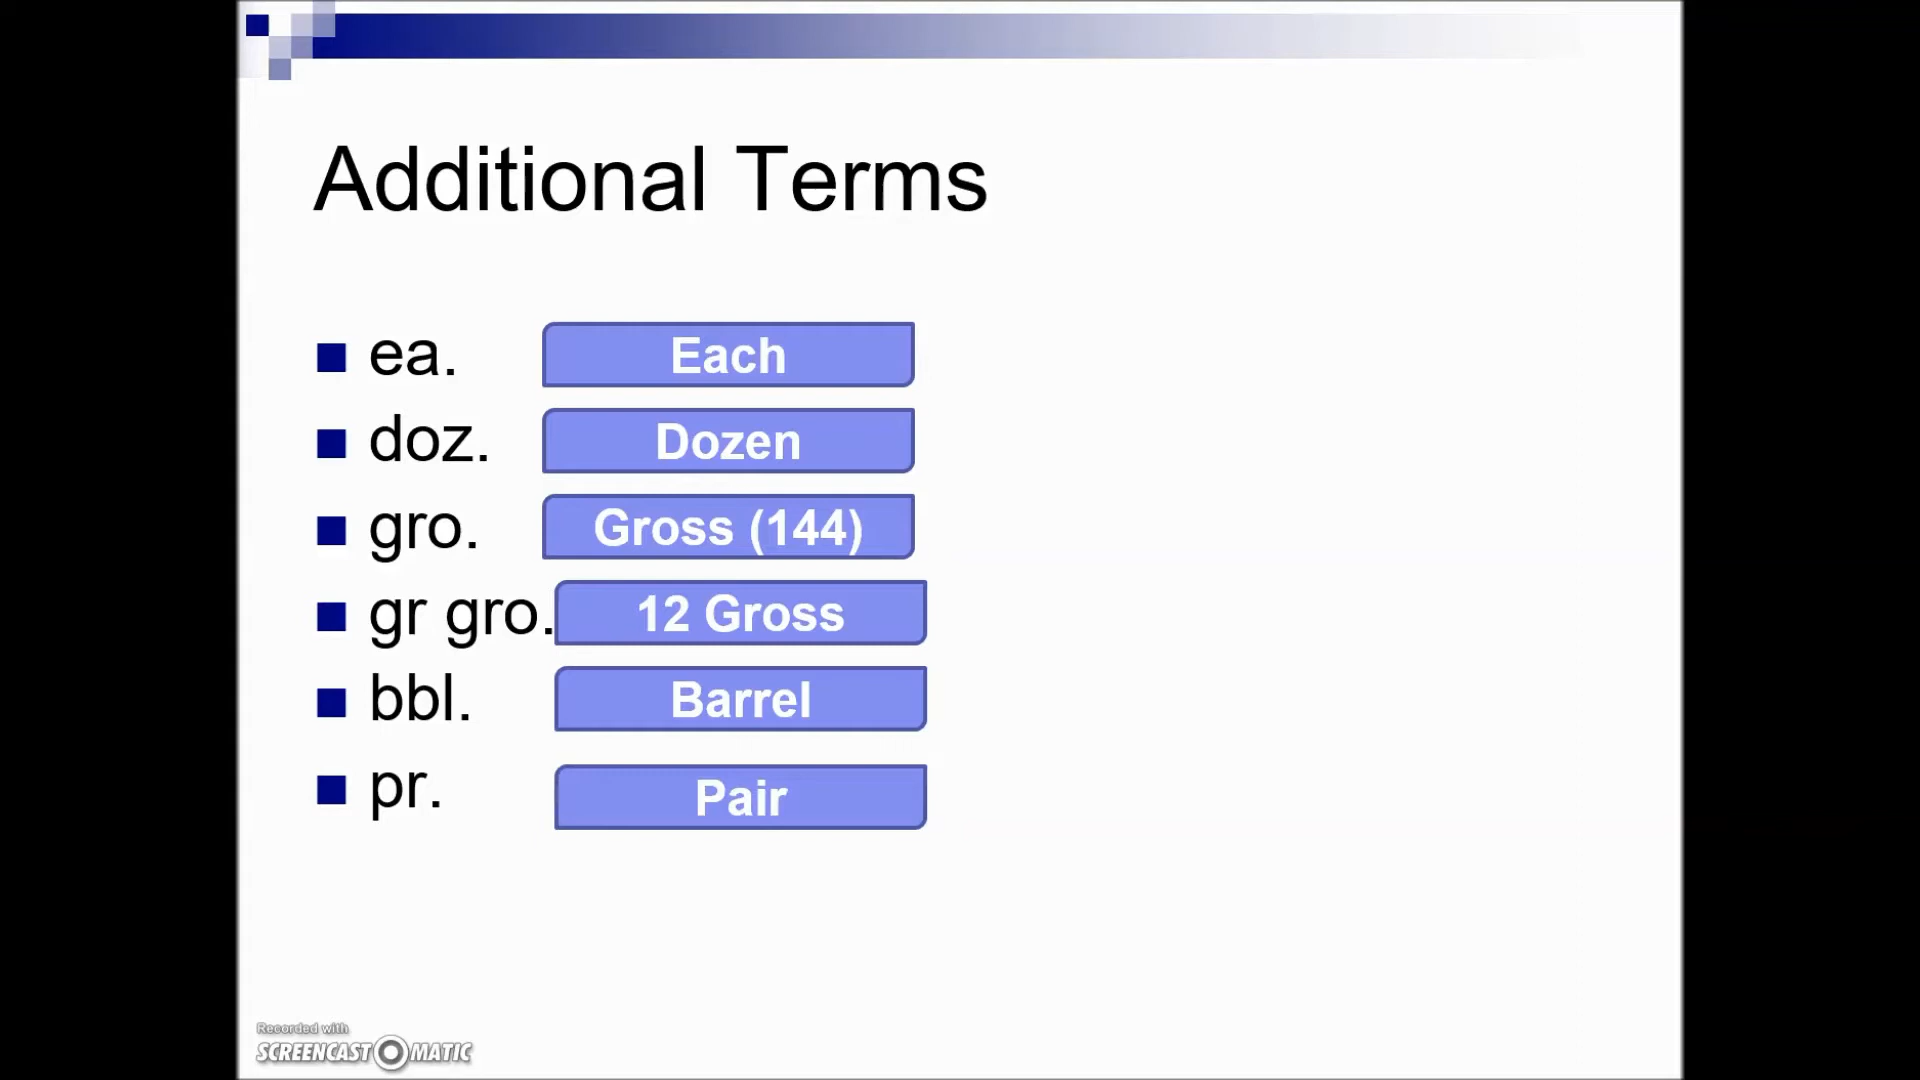 Additional Terms
ea. Each
doz. Dozen
gro. Gross (144)
gr gro. 12 Gross
bbl. Barrel
pr. Pair
Recorded with
SCREENCAST O MATIC